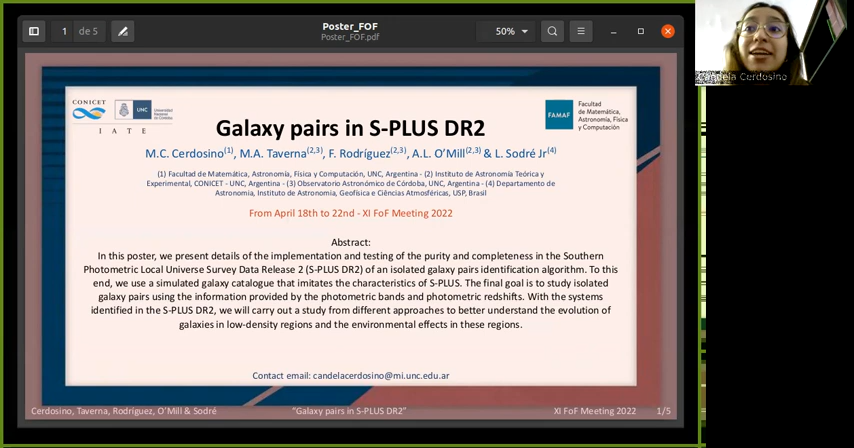 Poster_FOF
Poster_FOF.pdf
1 de 5
50%
Candela Cerdosino
CONICET
UNC
Universidad Nacional de Córdoba
I A T E
FAMAF
Facultad
de Matemática,
Astronomía, Física
y Computación
Galaxy pairs in S-PLUS DR2
M.C. Cerdosino(1), M.A. Taverna(2,3), F. Rodríguez(2,3), A.L. O'Mill(2,3) & L. Sodré Jr(4)
(1) Facultad de Matemática, Astronomía, Física y Computación, UNC, Argentina - (2) Instituto de Astronomía Teórica y
Experimental, CONICET - UNC, Argentina - (3) Observatorio Astronómico de Córdoba, UNC, Argentina - (4) Departamento de
Astronomia, Instituto de Astronomia, Geofísica e Ciências Atmosféricas, USP, Brasil
From April 18th to 22nd - XI FoF Meeting 2022
Abstract:
In this poster, we present details of the implementation and testing of the purity and completeness in the Southern
Photometric Local Universe Survey Data Release 2 (S-PLUS DR2) of an isolated galaxy pairs identification algorithm. To this
end, we use a simulated galaxy catalogue that imitates the characteristics of S-PLUS. The final goal is to study isolated
galaxy pairs using the information provided by the photometric bands and photometric redshifts. With the systems
identified in the S-PLUS DR2, we will carry out a study from different approaches to better understand the evolution of
galaxies in low-density regions and the environmental effects in these regions.
Contact email: candelacerdosino@mi.unc.edu.ar
Cerdosino, Taverna, Rodríguez, O'Mill & Sodré
"Galaxy pairs in S-PLUS DR2"
XI FoF Meeting 2022
1/5